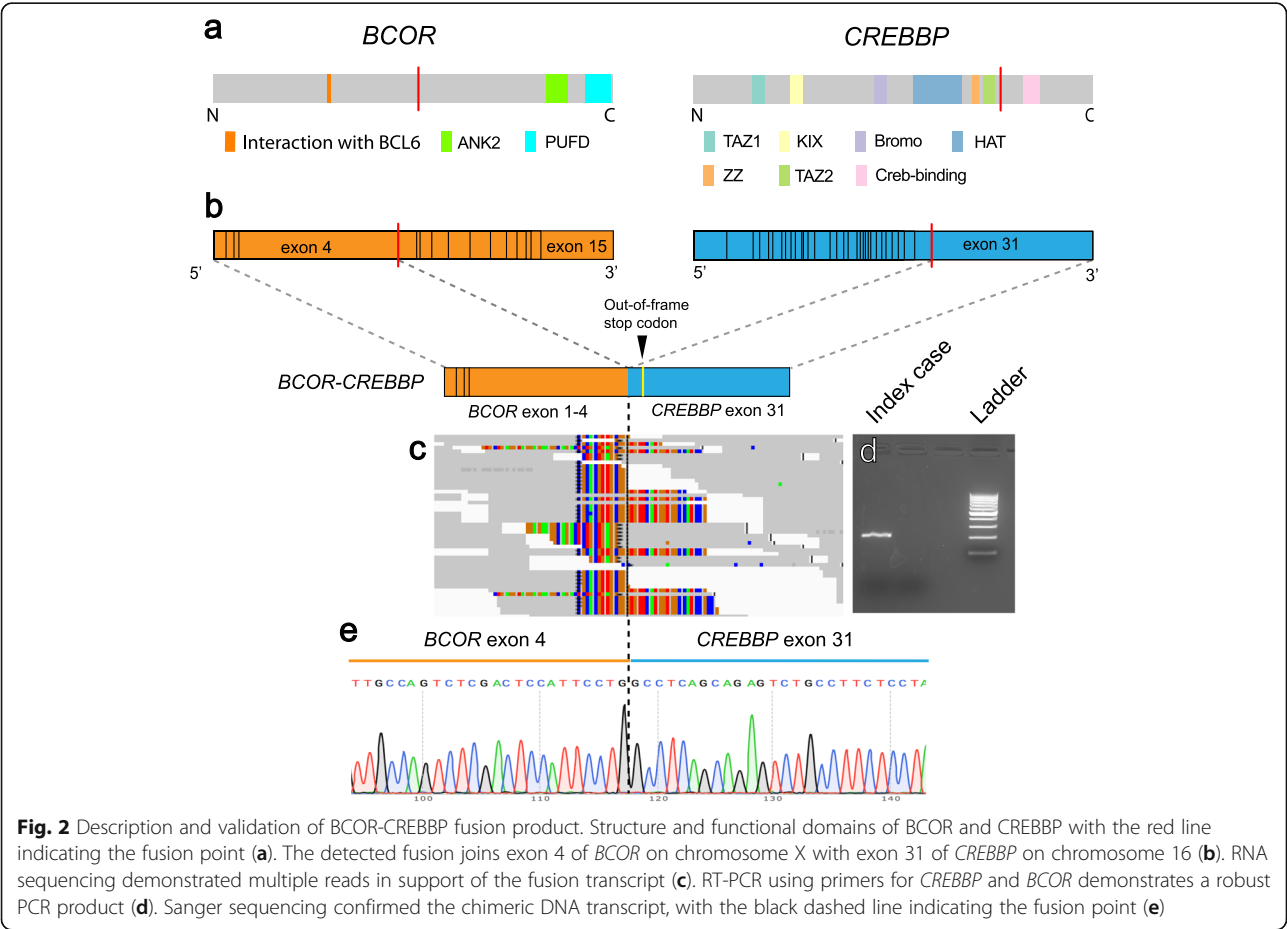 a
BCOR
CREBBP
N
C
N
C
Interaction with BCL6
ANK2
PUFD
TAZ1
KIX
Bromo
HAT
ZZ
TAZ2
Creb-binding
b
exon 4
exon 15
exon 31
5’
3’
5’
3’
Out-of-frame
stop codon
BCOR-CREBBP
BCOR exon 1-4
CREBBP exon 31
Index case
Ladder
c
d
e
BCOR exon 4
CREBBP exon 31
TTGCCAGTCTCGACTCCATTCCTGGCCTCAGCAGAGTCTGCCTTCTCCTA
100
110
120
130
140
Fig. 2 Description and validation of BCOR-CREBBP fusion product. Structure and functional domains of BCOR and CREBBP with the red line
indicating the fusion point (a). The detected fusion joins exon 4 of BCOR on chromosome X with exon 31 of CREBBP on chromosome 16 (b). RNA
sequencing demonstrated multiple reads in support of the fusion transcript (c). RT-PCR using primers for CREBBP and BCOR demonstrates a robust
PCR product (d). Sanger sequencing confirmed the chimeric DNA transcript, with the black dashed line indicating the fusion point (e)